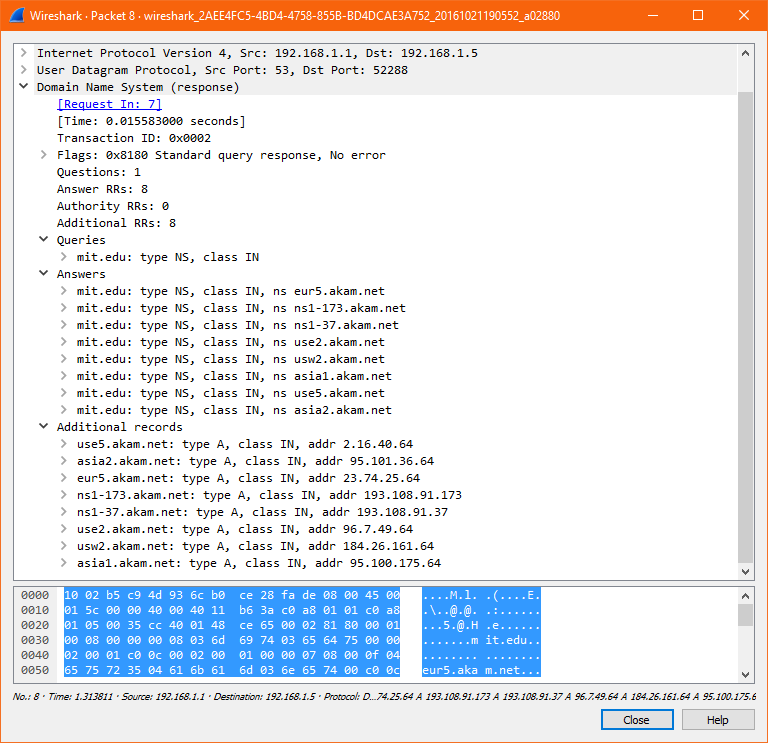 Wireshark · Packet 8 · wireshark_2AEE4FC5-4BD4-4758-855B-BD4DCAE3A752_20161021190552_a02880
Internet Protocol Version 4, Src: 192.168.1.1, Dst: 192.168.1.5
User Datagram Protocol, Src Port: 53, Dst Port: 52288
Domain Name System (response)
[Request In: 7]
[Time: 0.015583000 seconds]
Transaction ID: 0x0002
Flags: 0x8180 Standard query response, No error
Questions: 1
Answer RRs: 8
Authority RRs: 0
Additional RRs: 8
Queries
mit.edu: type NS, class IN
Answers
mit.edu: type NS, class IN, ns eur5.akam.net
mit.edu: type NS, class IN, ns ns1-173.akam.net
mit.edu: type NS, class IN, ns ns1-37.akam.net
mit.edu: type NS, class IN, ns use2.akam.net
mit.edu: type NS, class IN, ns usw2.akam.net
mit.edu: type NS, class IN, ns asia1.akam.net
mit.edu: type NS, class IN, ns use5.akam.net
mit.edu: type NS, class IN, ns asia2.akam.net
Additional records
use5.akam.net: type A, class IN, addr 2.16.40.64
asia2.akam.net: type A, class IN, addr 95.101.36.64
eur5.akam.net: type A, class IN, addr 23.74.25.64
ns1-173.akam.net: type A, class IN, addr 193.108.91.173
ns1-37.akam.net: type A, class IN, addr 193.108.91.37
use2.akam.net: type A, class IN, addr 96.7.49.64
usw2.akam.net: type A, class IN, addr 184.26.161.64
asia1.akam.net: type A, class IN, addr 95.100.175.64
0000 10 02 b5 c9 4d 93 6c b0 ce 28 fa de 08 00 45 00 ....M.l. .(....E.
0010 01 5c 00 00 40 00 40 11 b6 3a c0 a8 01 01 c0 a8 .\..@.@. .:......
0020 01 05 00 35 cc 40 01 48 ce 65 00 02 81 80 00 01 ...5.@.H .e......
0030 00 08 00 00 00 08 03 6d 69 74 03 65 64 75 00 00 .......m it.edu..
0040 02 00 01 c0 0c 00 02 00 01 00 00 07 08 00 0f 04 ........ ........
0050 65 75 72 35 04 61 6b 61 6d 03 6e 65 74 00 c0 0c eur5.aka m.net...
No.: 8 · Time: 1.313811 · Source: 192.168.1.1 · Destination: 192.168.1.5 · Protocol: D...74.25.64 A 193.108.91.173 A 193.108.91.37 A 96.7.49.64 A 184.26.161.64 A 95.100.175.6
Close Help